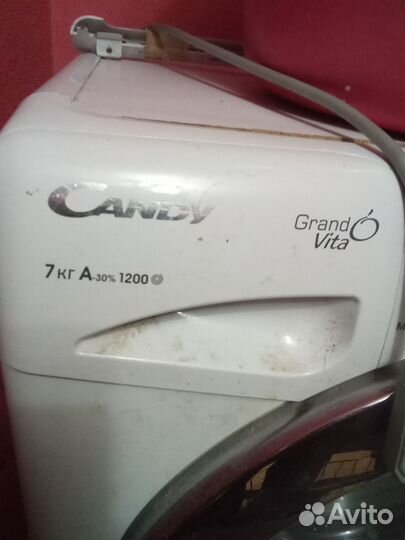 CANDY
Grand Ó
Vita
7 кг A-30% 1200
M
Avito